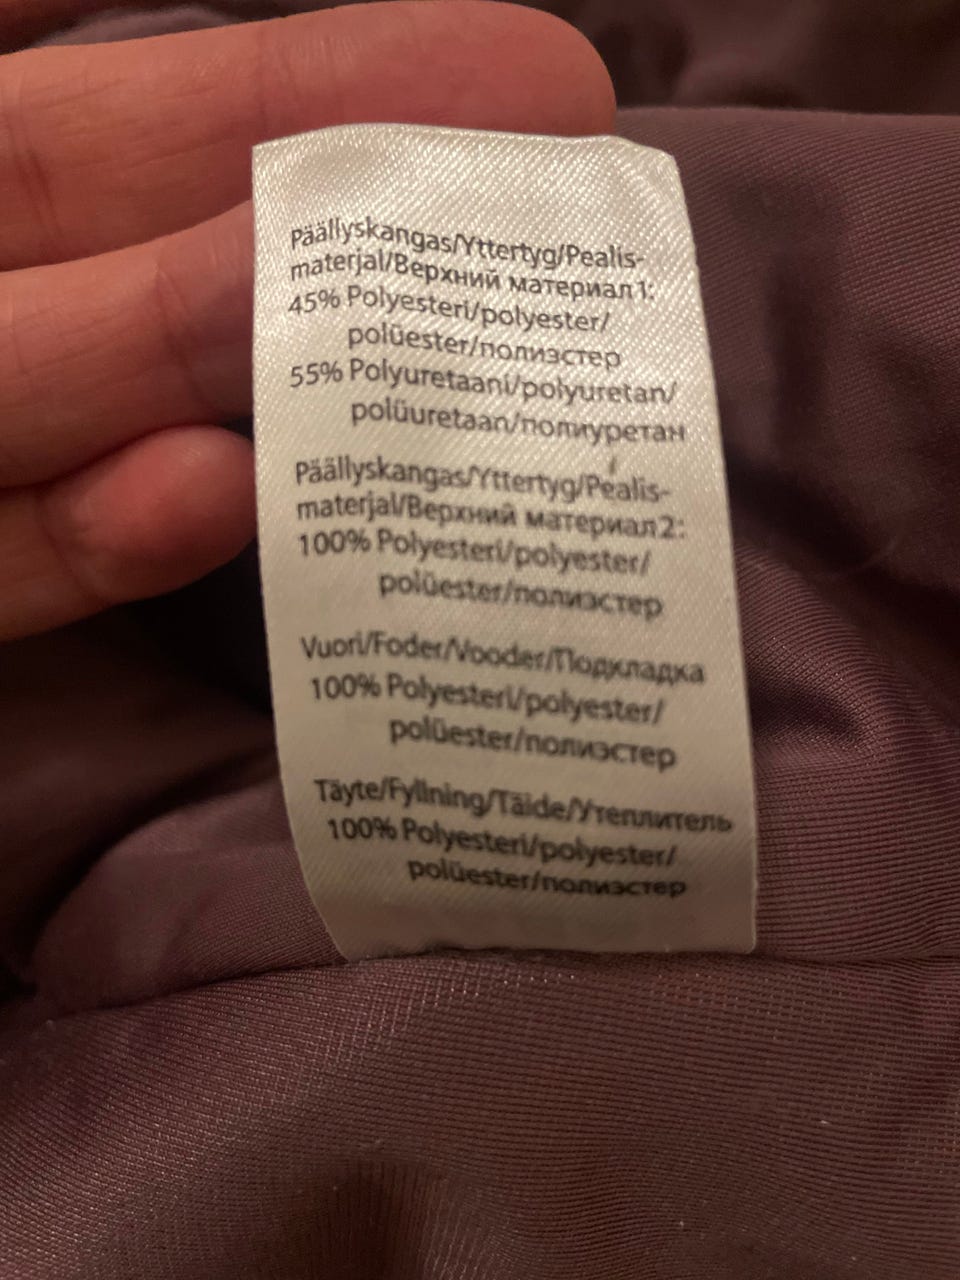 Päällyskangas/Yttertyg/Pealis-
materjal/Верхний материал 1:
45% Polyesteri/polyester/
polüester/полиэстер
55% Polyuretaani/polyuretan/
polüuretaan/полиуретан
Päällyskangas/Yttertyg/Pealis-
materjal/Верхний материал 2:
100% Polyesteri/polyester/
polüester/полиэстер
Vuori/Foder/Vooder/Подкладка
100% Polyesteri/polyester/
polüester/полиэстер
Täyte/Fyllning/Täide/Утеплитель
100% Polyesteri/polyester/
polüester/полиэстер